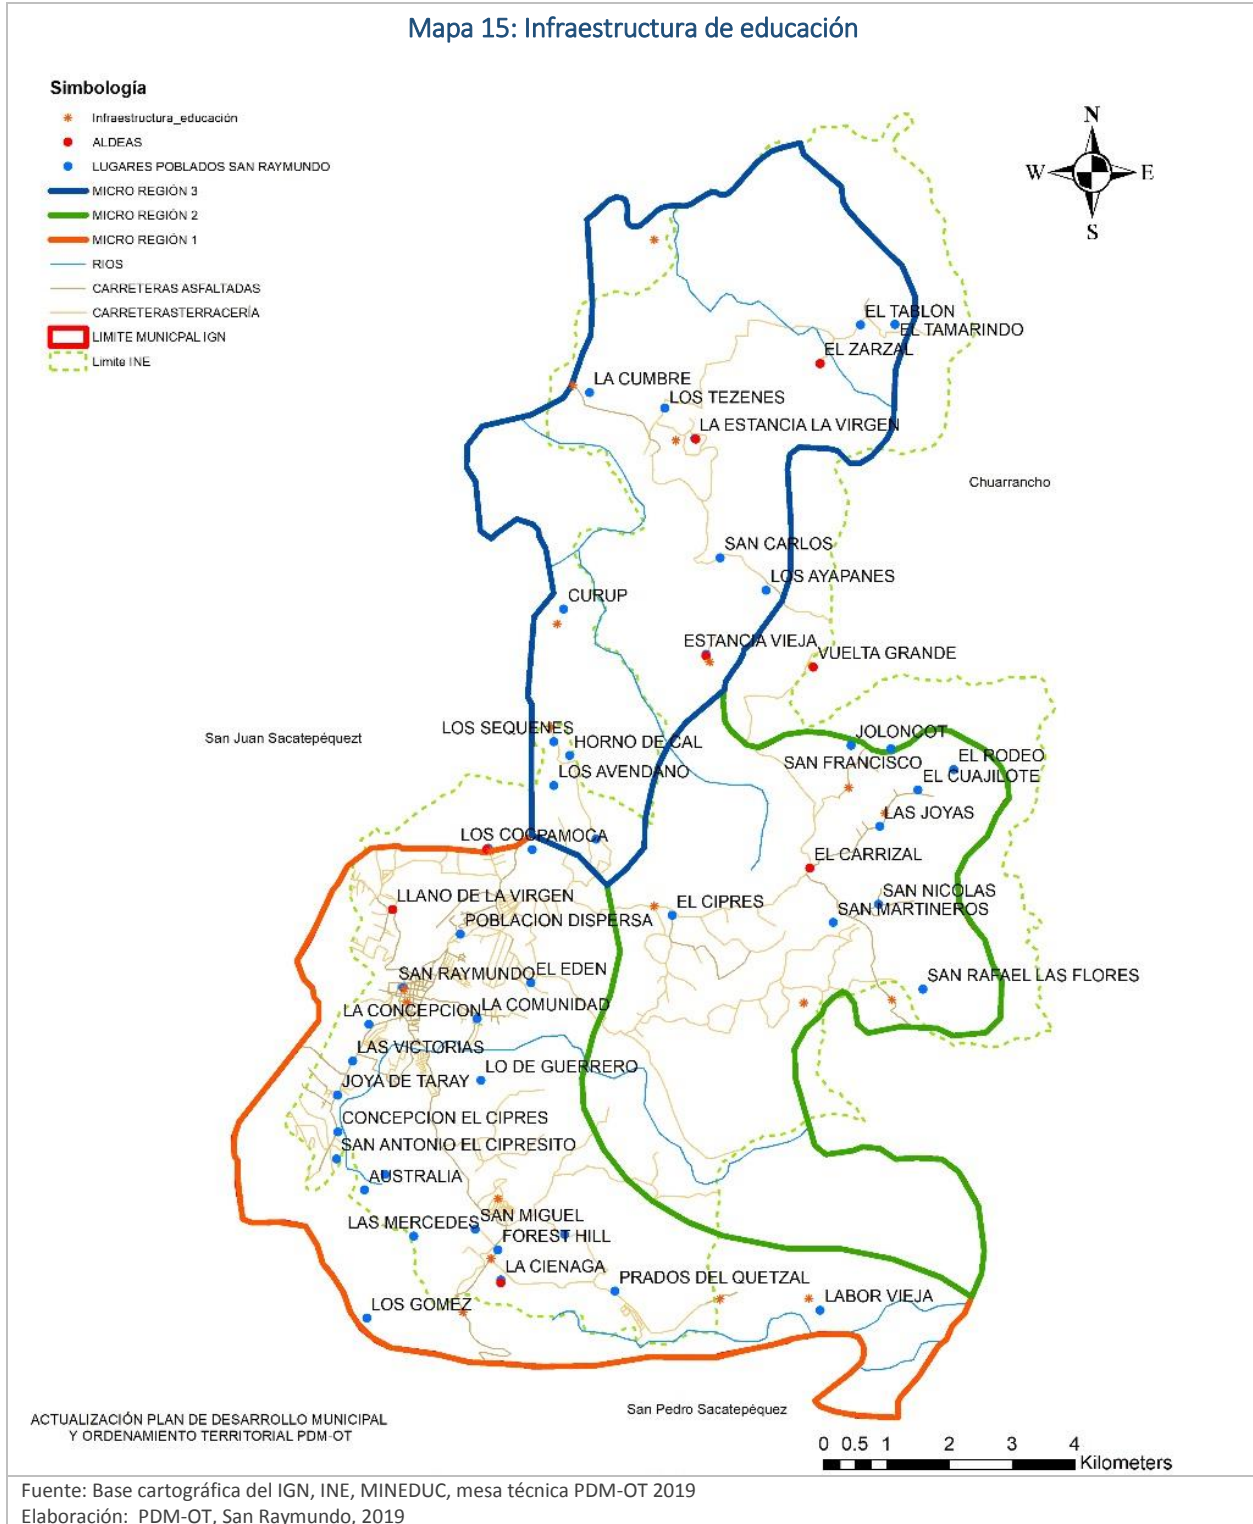 Mapa 15: Infraestructura de educación
Simbología
Infraestructura_educación
ALDEAS
LUGARES POBLADOS SAN RAYMUNDO
MICRO REGIÓN 3
MICRO REGIÓN 2
MICRO REGIÓN 1
RIOS
CARRETERAS ASFALTADAS
CARRETERASTERRACERÍA
LIMITE MUNICPAL IGN
Limite INE
N
W
E
S
EL TABLON
EL TAMARINDO
EL ZARZAL
LA CUMBRE
LOS TEZENES
LA ESTANCIA LA VIRGEN
Chuarrancho
SAN CARLOS
LOS AYAPANES
CURUP
ESTANCIA VIEJA
VUELTA GRANDE
LOS SEQUENES
San Juan Sacatepéquezt
HORNO DE CAL
JOLONCOT
SAN FRANCISCO
EL RODEO
EL CUAJILOTE
LOS AVENDANO
LAS JOYAS
LOS COC
PAMOCA
EL CARRIZAL
LLANO DE LA VIRGEN
EL CIPRES
SAN NICOLAS
SAN MARTINEROS
POBLACION DISPERSA
SAN RAYMUNDO
EL EDEN
SAN RAFAEL LAS FLORES
LA CONCEPCION
LA COMUNIDAD
LAS VICTORIAS
LO DE GUERRERO
JOYA DE TARAY
CONCEPCION EL CIPRES
SAN ANTONIO EL CIPRESITO
AUSTRALIA
LAS MERCEDES
SAN MIGUEL
FOREST HILL
LA CIENAGA
PRADOS DEL QUETZAL
LABOR VIEJA
LOS GOMEZ
San Pedro Sacatepéquez
ACTUALIZACIÓN PLAN DE DESARROLLO MUNICIPAL
Y ORDENAMIENTO TERRITORIAL PDM-OT
0 0.5 1 2 3 4
Kilometers
Fuente: Base cartográfica del IGN, INE, MINEDUC, mesa técnica PDM-OT 2019
Elaboración: PDM-OT, San Raymundo, 2019